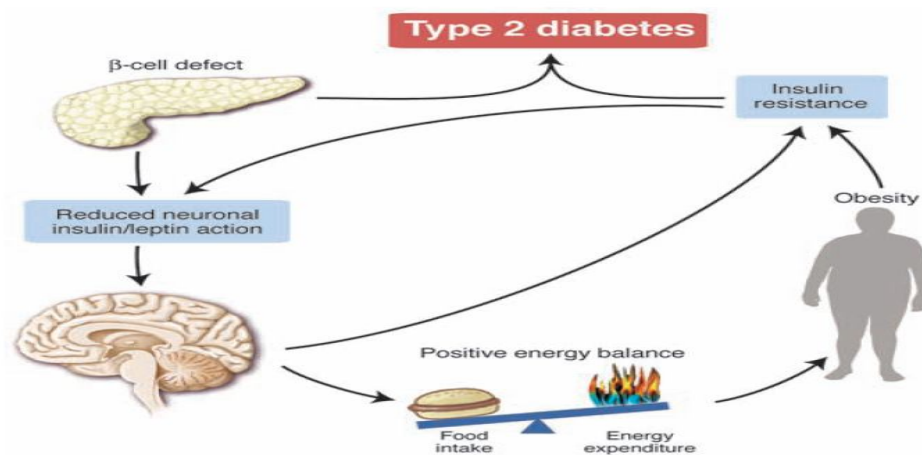 Type 2 diabetes
β-cell defect
Insulin
resistance
Reduced neuronal
insulin/leptin action
Obesity
Positive energy balance
Food
intake
Energy
expenditure